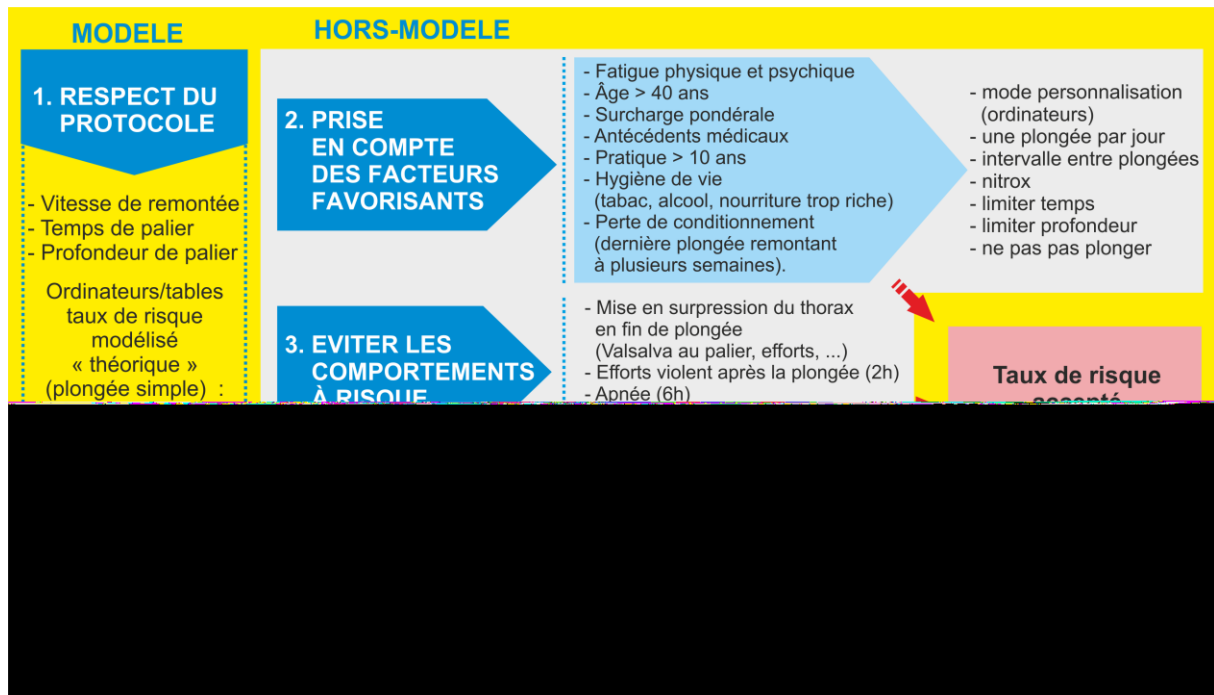 MODELE
HORS-MODELE
1. RESPECT DU
PROTOCOLE
- Vitesse de remontée
- Temps de palier
- Profondeur de palier
Ordinateurs/tables
taux de risque
modélisé
« théorique »
(plongée simple) :
2. PRISE
EN COMPTE
DES FACTEURS
FAVORISANTS
- Fatigue physique et psychique
- Âge > 40 ans
- Surcharge pondérale
- Antécédents médicaux
- Pratique > 10 ans
- Hygiène de vie
(tabac, alcool, nourriture trop riche)
- Perte de conditionnement
(dernière plongée remontant
à plusieurs semaines).
- mode personnalisation
(ordinateurs)
- une plongée par jour
- intervalle entre plongées
- nitrox
- limiter temps
- limiter profondeur
- ne pas pas plonger
3. EVITER LES
COMPORTEMENTS
À RISQUE
- Mise en surpression du thorax
en fin de plongée
(Valsalva au palier, efforts, ...)
- Efforts violent après la plongée (2h)
- Apnée (6h)
Taux de risque